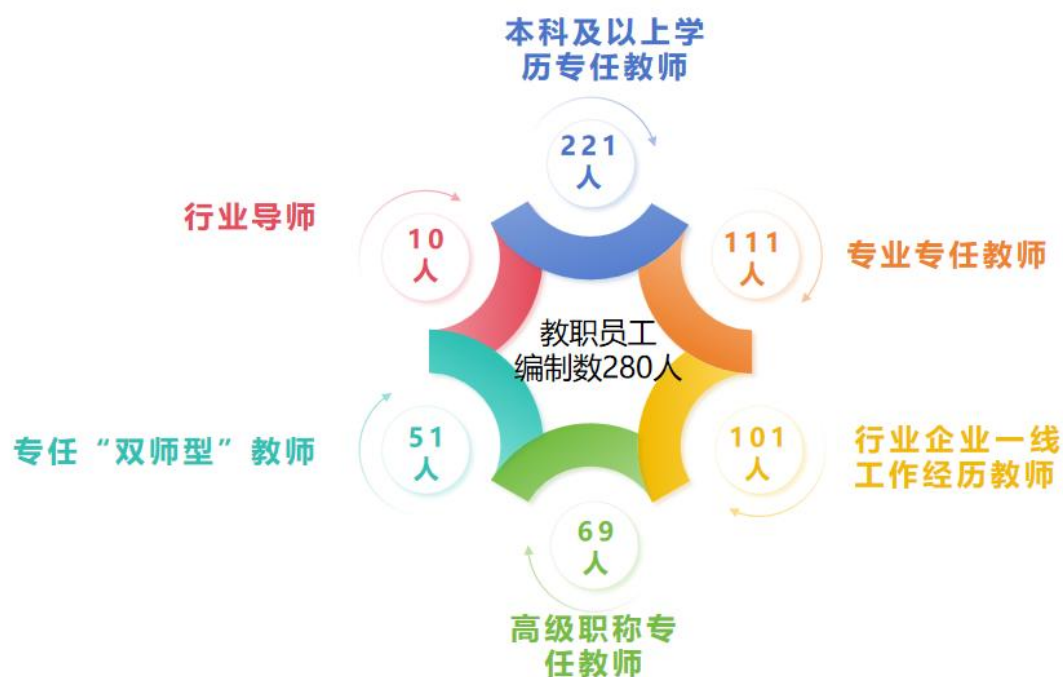 本科及以上学
历专任教师
221
人
行业导师
10
人
111
人
专业专任教师
教职员工
编制数280人
专任“双师型”教师
51
人
101
人
行业企业一线
工作经历教师
69
人
高级职称专
任教师